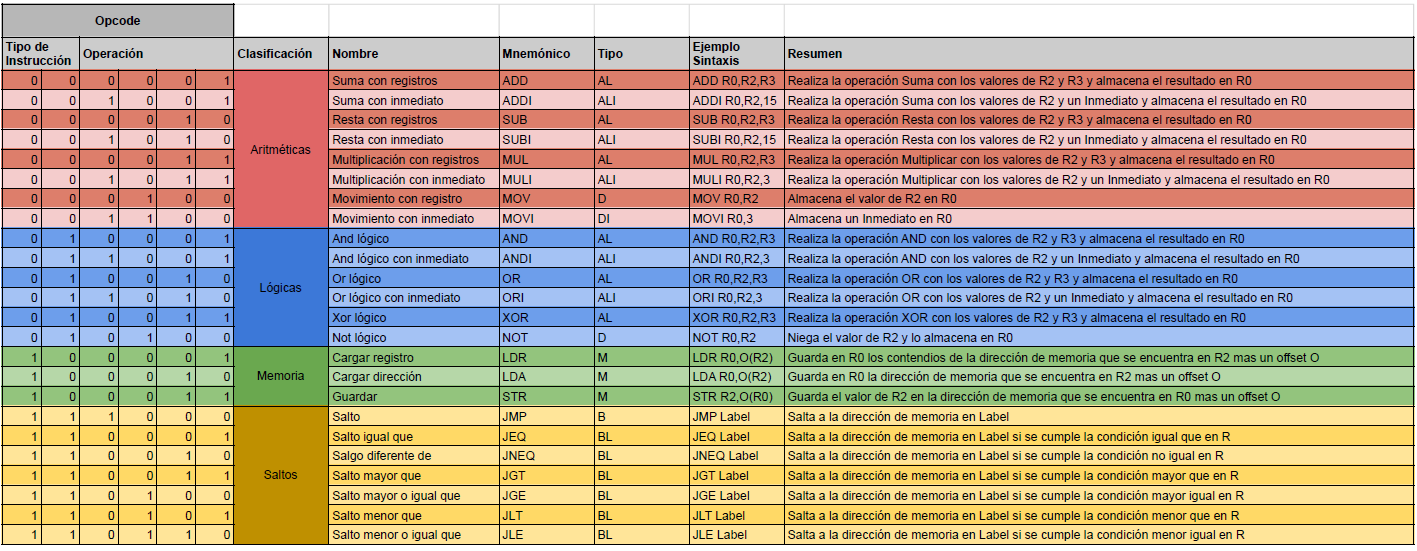 Opcode
Tipo de Instrucción Operación Clasificación Nombre Mnemónico Tipo Ejemplo Sintaxis Resumen
0 0 0 0 0 1 Suma con registros ADD AL ADD R0,R2,R3 Realiza la operación Suma con los valores de R2 y R3 y almacena el resultado en R0
0 0 1 0 0 1 Suma con inmediato ADDI ALI ADDI R0,R2,15 Realiza la operación Suma con los valores de R2 y un Inmediato y almacena el resultado en R0
0 0 0 0 1 0 Resta con registros SUB AL SUB R0,R2,R3 Realiza la operación Resta con los valores de R2 y R3 y almacena el resultado en R0
0 0 1 0 1 0 Resta con inmediato SUBI ALI SUBI R0,R2,15 Realiza la operación Resta con los valores de R2 y un Inmediato y almacena el resultado en R0
Aritméticas
0 0 0 0 1 1 Multiplicación con registros MUL AL MUL R0,R2,R3 Realiza la operación Multiplicar con los valores de R2 y R3 y almacena el resultado en R0
0 0 1 0 1 1 Multiplicación con inmediato MULI ALI MULI R0,R2,3 Realiza la operación Multiplicar con los valores de R2 y un Inmediato y almacena el resultado en R0
0 0 0 1 0 0 Movimiento con registro MOV D MOV R0,R2 Almacena el valor de R2 en R0
0 0 1 1 0 0 Movimiento con inmediato MOVI DI MOVI R0,3 Almacena un Inmediato en R0
0 1 0 0 0 1 And lógico AND AL AND R0,R2,R3 Realiza la operación AND con los valores de R2 y R3 y almacena el resultado en R0
0 1 1 0 0 1 And lógico con inmediato ANDI ALI ANDI R0,R2,3 Realiza la operación AND con los valores de R2 y un Inmediato y almacena el resultado en R0
0 1 0 0 1 0 Or lógico OR AL OR R0,R2,R3 Realiza la operación OR con los valores de R2 y R3 y almacena el resultado en R0
Lógicas
0 1 1 0 1 0 Or lógico con inmediato ORI ALI ORI R0,R2,3 Realiza la operación OR con los valores de R2 y un Inmediato y almacena el resultado en R0
0 1 0 0 1 1 Xor lógico XOR AL XOR R0,R2,R3 Realiza la operación XOR con los valores de R2 y R3 y almacena el resultado en R0
0 1 0 1 0 0 Not lógico NOT D NOT R0,R2 Niega el valor de R2 y lo almacena en R0
1 0 0 0 0 1 Cargar registro LDR M LDR R0,O(R2) Guarda en R0 los contendios de la dirección de memoria que se encuentra en R2 mas un offset O
1 0 0 0 1 0 Memoria Cargar dirección LDA M LDA R0,O(R2) Guarda en R0 la dirección de memoria que se encuentra en R2 mas un offset O
1 0 0 0 1 1 Guardar STR M STR R2,O(R0) Guarda el valor de R2 en la dirección de memoria que se encuentra en R0 mas un offset O
1 1 1 0 0 0 Salto JMP B JMP Label Salta a la dirección de memoria en Label
1 1 0 0 0 1 Salto igual que JEQ BL JEQ Label Salta a la dirección de memoria en Label si se cumple la condición igual que en R
1 1 0 0 1 0 Salgo diferente de JNEQ BL JNEQ Label Salta a la dirección de memoria en Label si se cumple la condición no igual en R
1 1 0 0 1 1 Saltos Salto mayor que JGT BL JGT Label Salta a la dirección de memoria en Label si se cumple la condición mayor que en R
1 1 0 1 0 0 Salto mayor o igual que JGE BL JGE Label Salta a la dirección de memoria en Label si se cumple la condición mayor igual en R
1 1 0 1 0 1 Salto menor que JLT BL JLT Label Salta a la dirección de memoria en Label si se cumple la condición menor que en R
1 1 0 1 1 0 Salto menor o igual que JLE BL JLE Label Salta a la dirección de memoria en Label si se cumple la condición menor igual en R